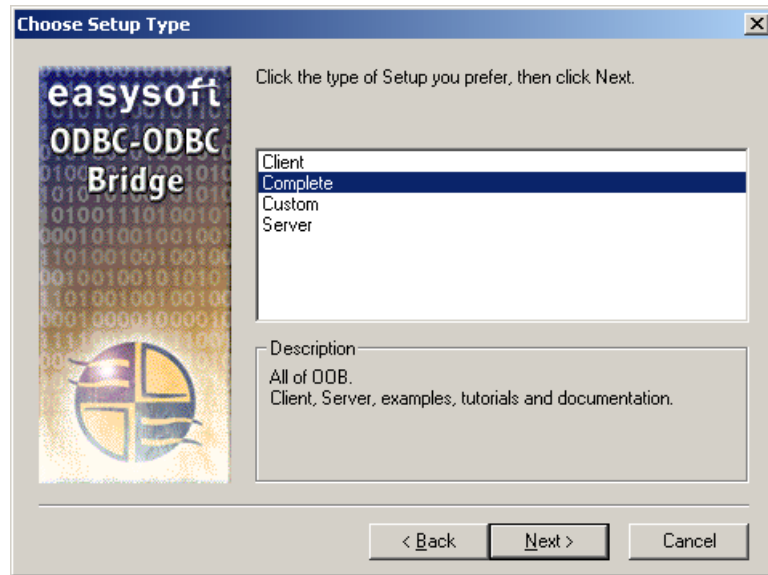 Choose Setup Type
easysoft
ODBC-ODBC
Bridge
Click the type of Setup you prefer, then click Next.
Client
Complete
Custom
Server
Description
All of OOB.
Client, Server, examples, tutorials and documentation.
< Back
Next >
Cancel